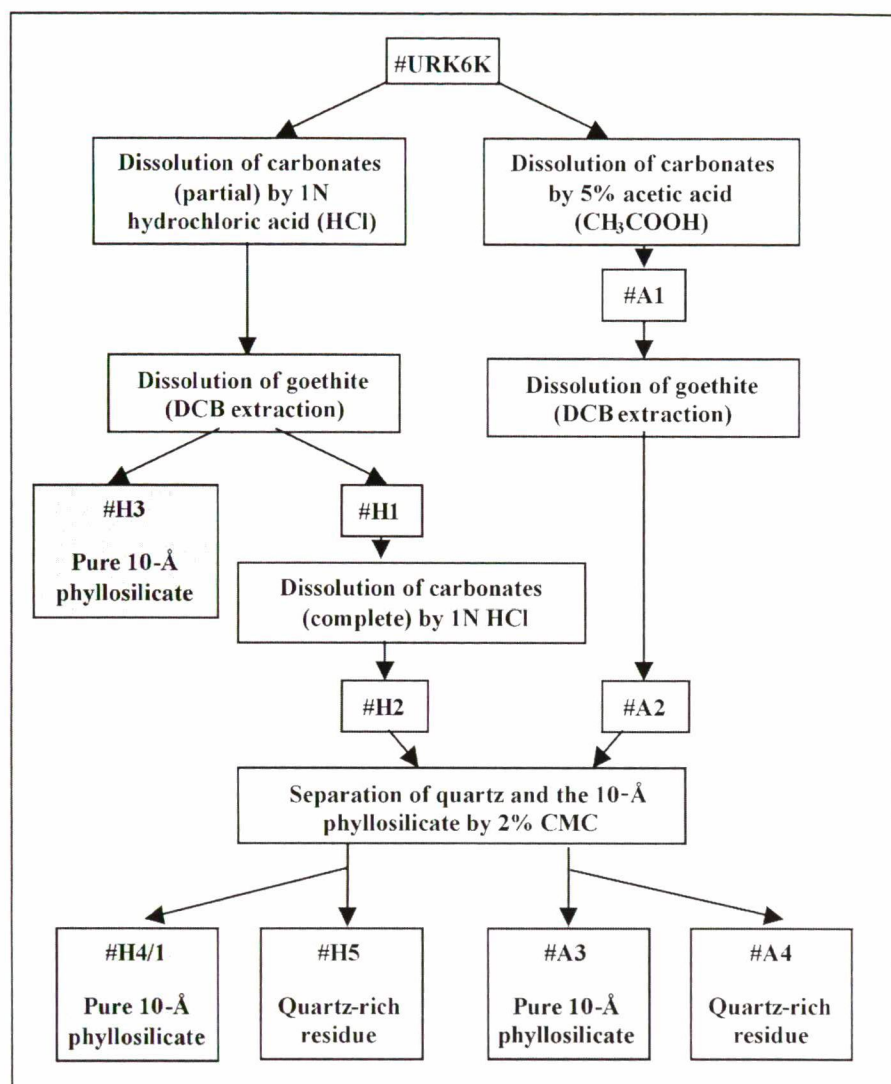 #URK6K
Dissolution of carbonates
(partial) by 1N
hydrochloric acid (HCl)
Dissolution of carbonates
by 5% acetic acid
(CH₃COOH)
#A1
Dissolution of goethite
(DCB extraction)
Dissolution of goethite
(DCB extraction)
#H3
Pure 10-Å
phyllosilicate
#H1
Dissolution of carbonates
(complete) by 1N HCl
#H2
#A2
Separation of quartz and the 10-Å
phyllosilicate by 2% CMC
#H4/1
Pure 10-Å
phyllosilicate
#H5
Quartz-rich
residue
#A3
Pure 10-Å
phyllosilicate
#A4
Quartz-rich
residue